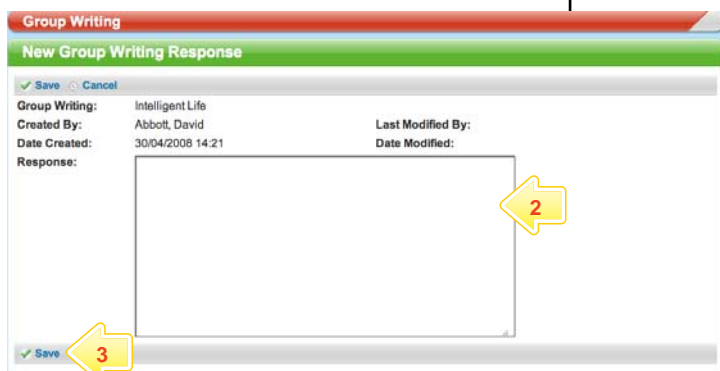 Group Writing
New Group Writing Response
Save Cancel
Group Writing: Intelligent Life
Created By: Abbott, David Last Modified By:
Date Created: 30/04/2008 14:21 Date Modified:
Response:
2
Save 3